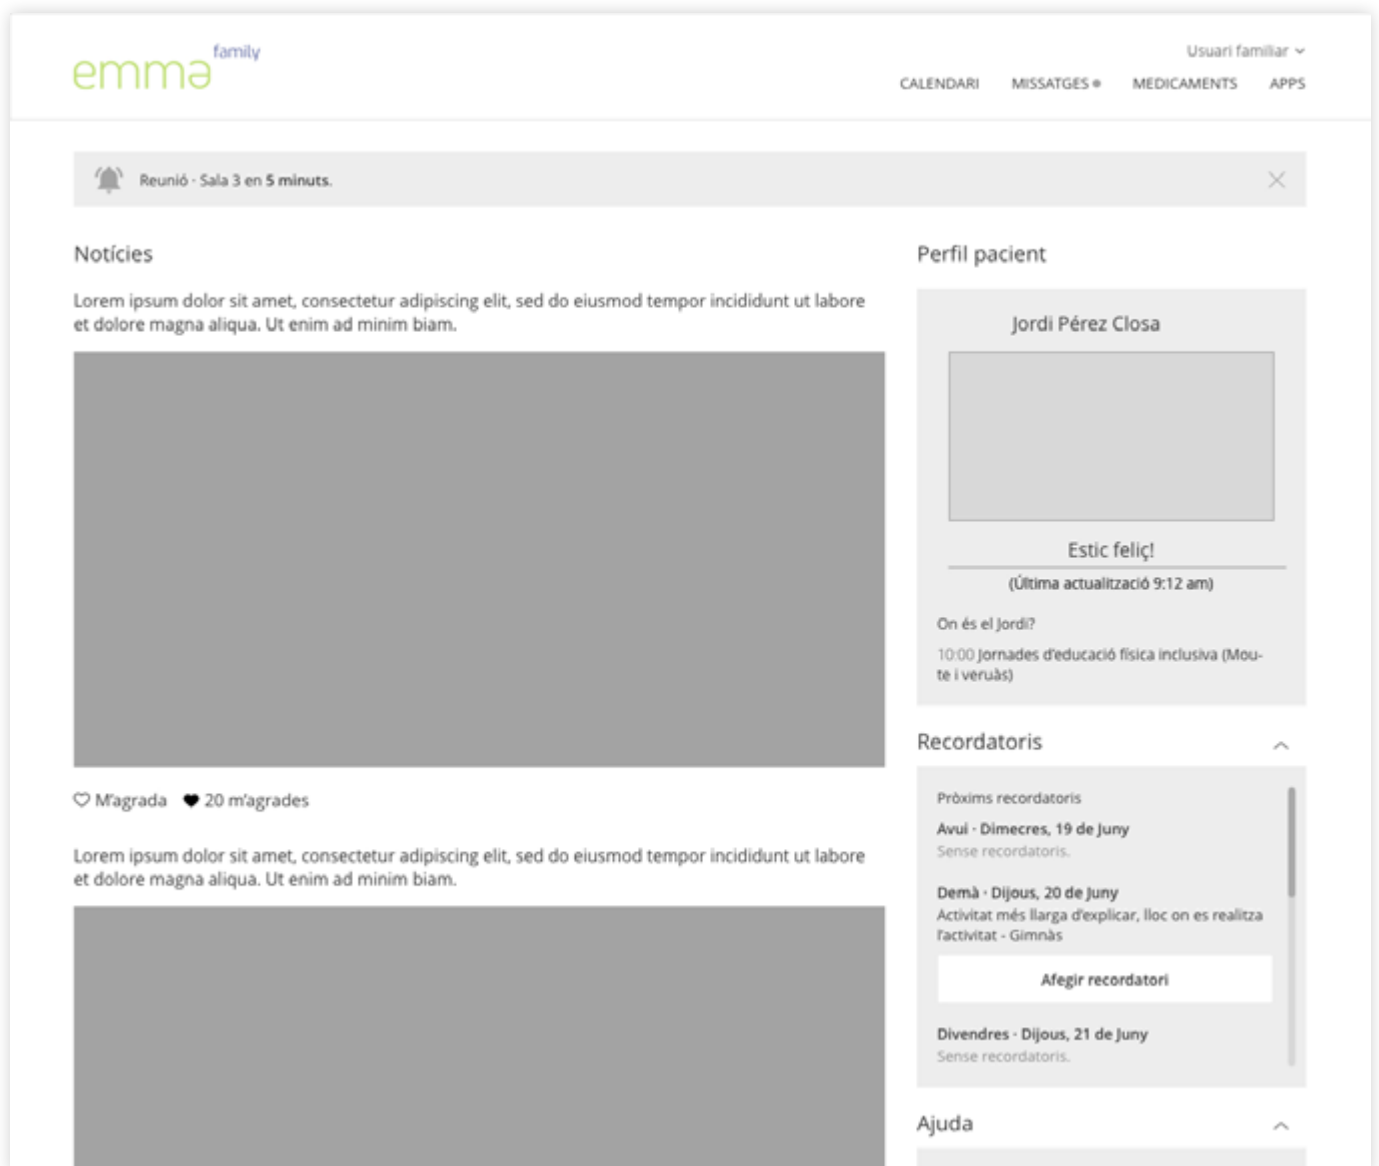 emma family
Usuari familiar
CALENDARI MISSATGES MEDICAMENTS APPS
Reunió · Sala 3 en 5 minuts.
Notícies
Lorem ipsum dolor sit amet, consectetur adipiscing elit, sed do eiusmod tempor incididunt ut labore
et dolore magna aliqua. Ut enim ad minim biam.
M'agrada 20 m'agrades
Lorem ipsum dolor sit amet, consectetur adipiscing elit, sed do eiusmod tempor incididunt ut labore
et dolore magna aliqua. Ut enim ad minim biam.
Perfil pacient
Jordi Pérez Closa
Estic feliç!
(Última actualització 9:12 am)
On és el Jordi?
10:00 Jornades d'educació física inclusiva (Mou-
te i veruàs)
Recordatoris
Pròxims recordatoris
Avui · Dimecres, 19 de Juny
Sense recordatoris.
Demà · Dijous, 20 de Juny
Activitat més llarga d'explicar, lloc on es realitza
l'activitat - Gimnàs
Afegir recordatori
Divendres · Dijous, 21 de Juny
Sense recordatoris.
Ajuda